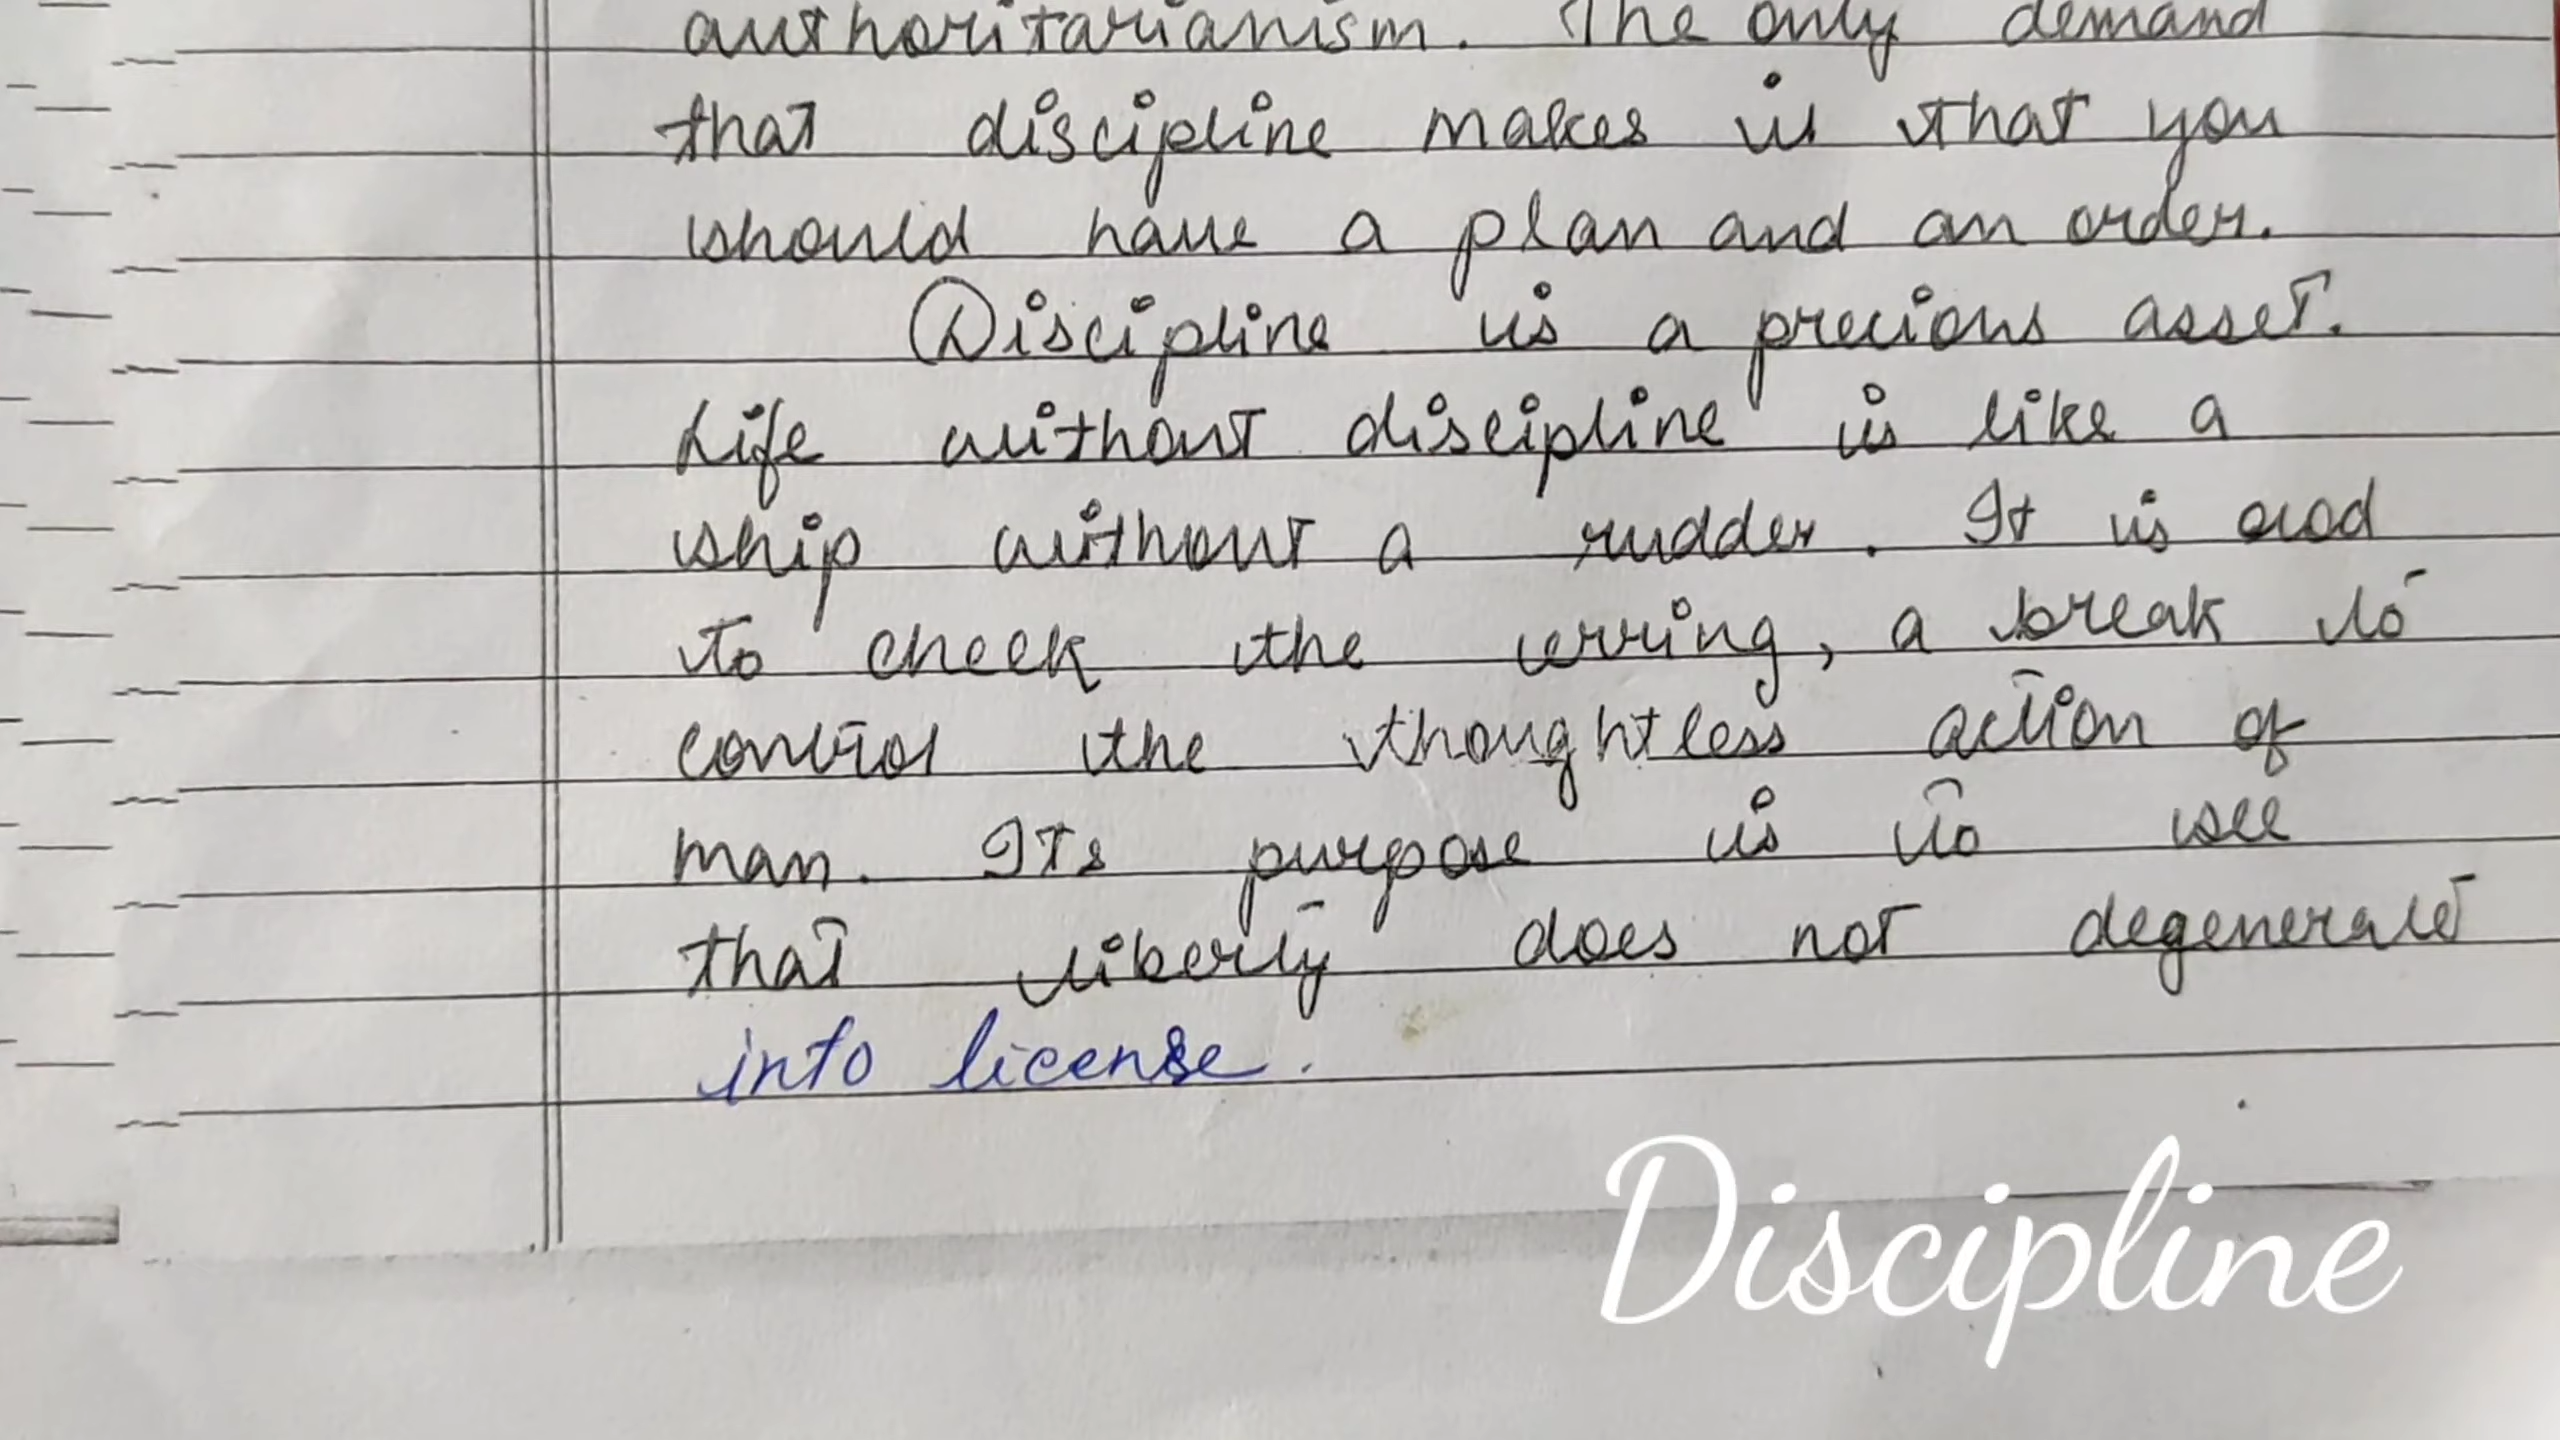 authoritarianism. The only demand
that discipline makes is that you
should have a plan and an order.
Discipline is a precious asset.
Life without discipline is like a
ship without a rudder. It is
to check the erring, a break to
control the thoughtless action of
man. Its purpose is to see
that liberty does not degenerate
into license.
Discipline